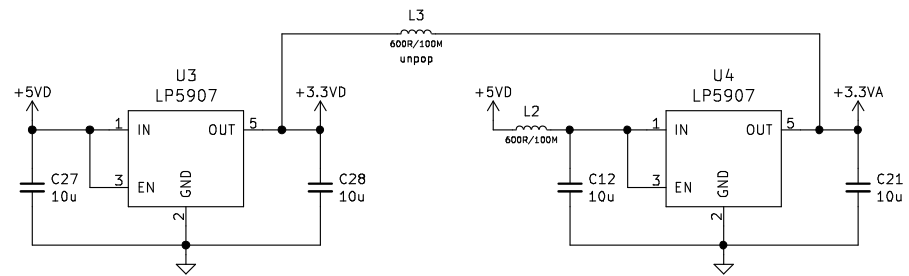 L3
600R/100M
unpop
U3
LP5907
U4
LP5907
+5VD
+3.3VD
+5VD
+3.3VA
L2
600R/100M
1 IN OUT 5
1 IN OUT 5
C27
10u
3 EN
GND
2
C28
10u
C12
10u
3 EN
GND
2
C21
10u